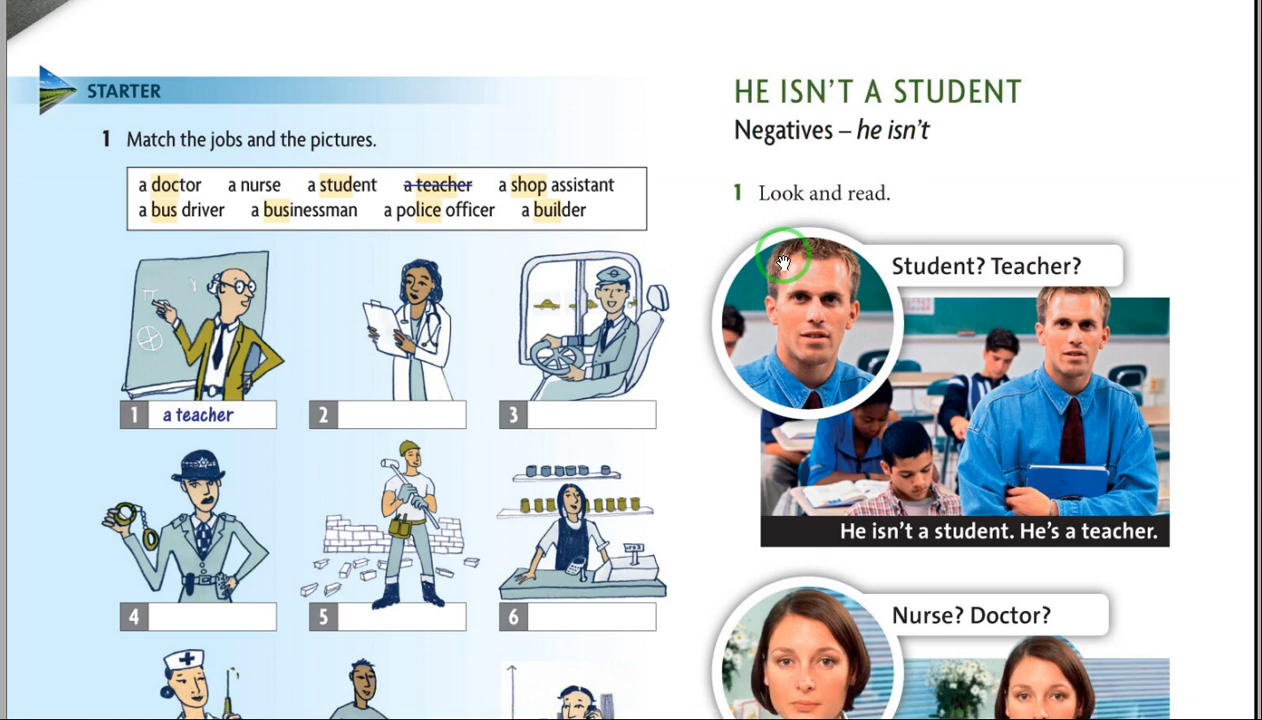 STARTER
1 Match the jobs and the pictures.
a doctor a nurse a student a teacher a shop assistant
a bus driver a businessman a police officer a builder
1 a teacher
2
3
4
5
6
HE ISN'T A STUDENT
Negatives – he isn't
1 Look and read.
Student? Teacher?
He isn't a student. He's a teacher.
Nurse? Doctor?